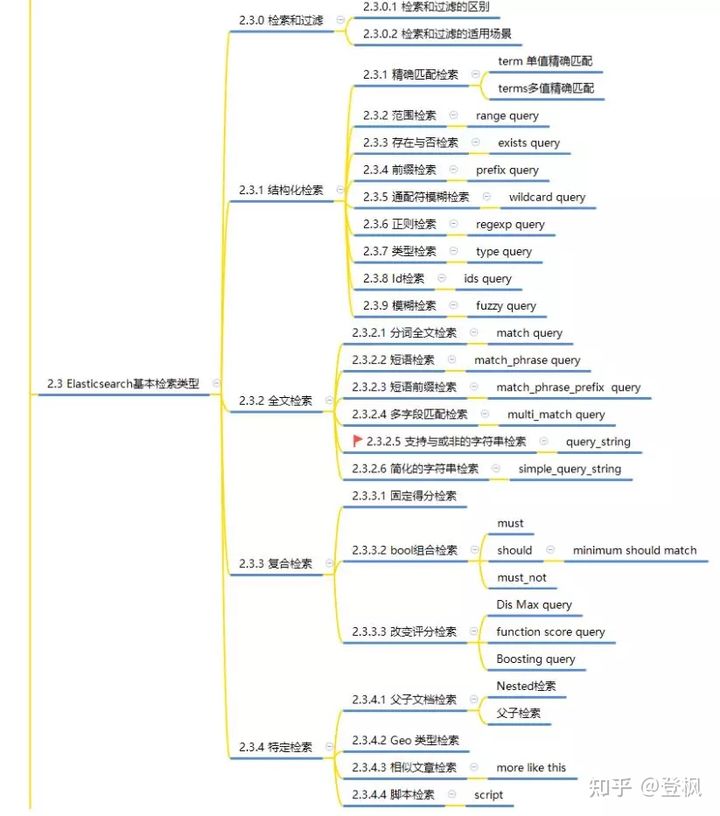 2.3 Elasticsearch基本检索类型
2.3.0 检索和过滤
2.3.0.1 检索和过滤的区别
2.3.0.2 检索和过滤的适用场景
2.3.1 结构化检索
2.3.1 精确匹配检索
term 单值精确匹配
terms多值精确匹配
2.3.2 范围检索
range query
2.3.3 存在与否检索
exists query
2.3.4 前缀检索
prefix query
2.3.5 通配符模糊检索
wildcard query
2.3.6 正则检索
regexp query
2.3.7 类型检索
type query
2.3.8 Id检索
ids query
2.3.9 模糊检索
fuzzy query
2.3.2 全文检索
2.3.2.1 分词全文检索
match query
2.3.2.2 短语检索
match_phrase query
2.3.2.3 短语前缀检索
match_phrase_prefix query
2.3.2.4 多字段匹配检索
multi_match query
2.3.2.5 支持与或非的字符串检索
query_string
2.3.2.6 简化的字符串检索
simple_query_string
2.3.3 复合检索
2.3.3.1 固定得分检索
2.3.3.2 bool组合检索
must
should
minimum should match
must_not
2.3.3.3 改变评分检索
Dis Max query
function score query
Boosting query
2.3.4 特定检索
2.3.4.1 父子文档检索
Nested检索
父子检索
2.3.4.2 Geo 类型检索
2.3.4.3 相似文章检索
more like this
2.3.4.4 脚本检索
script
知乎 @登枫